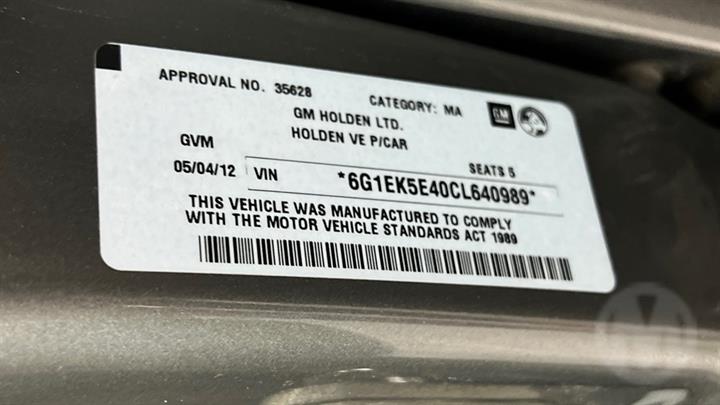 APPROVAL NO. 35628 CATEGORY: MA GM
GM HOLDEN LTD.
HOLDEN VE P/CAR
GVM SEATS 5
05/04/12 VIN *6G1EK5E40CL640989*
THIS VEHICLE WAS MANUFACTURED TO COMPLY
WITH THE MOTOR VEHICLE STANDARDS ACT 1989
M